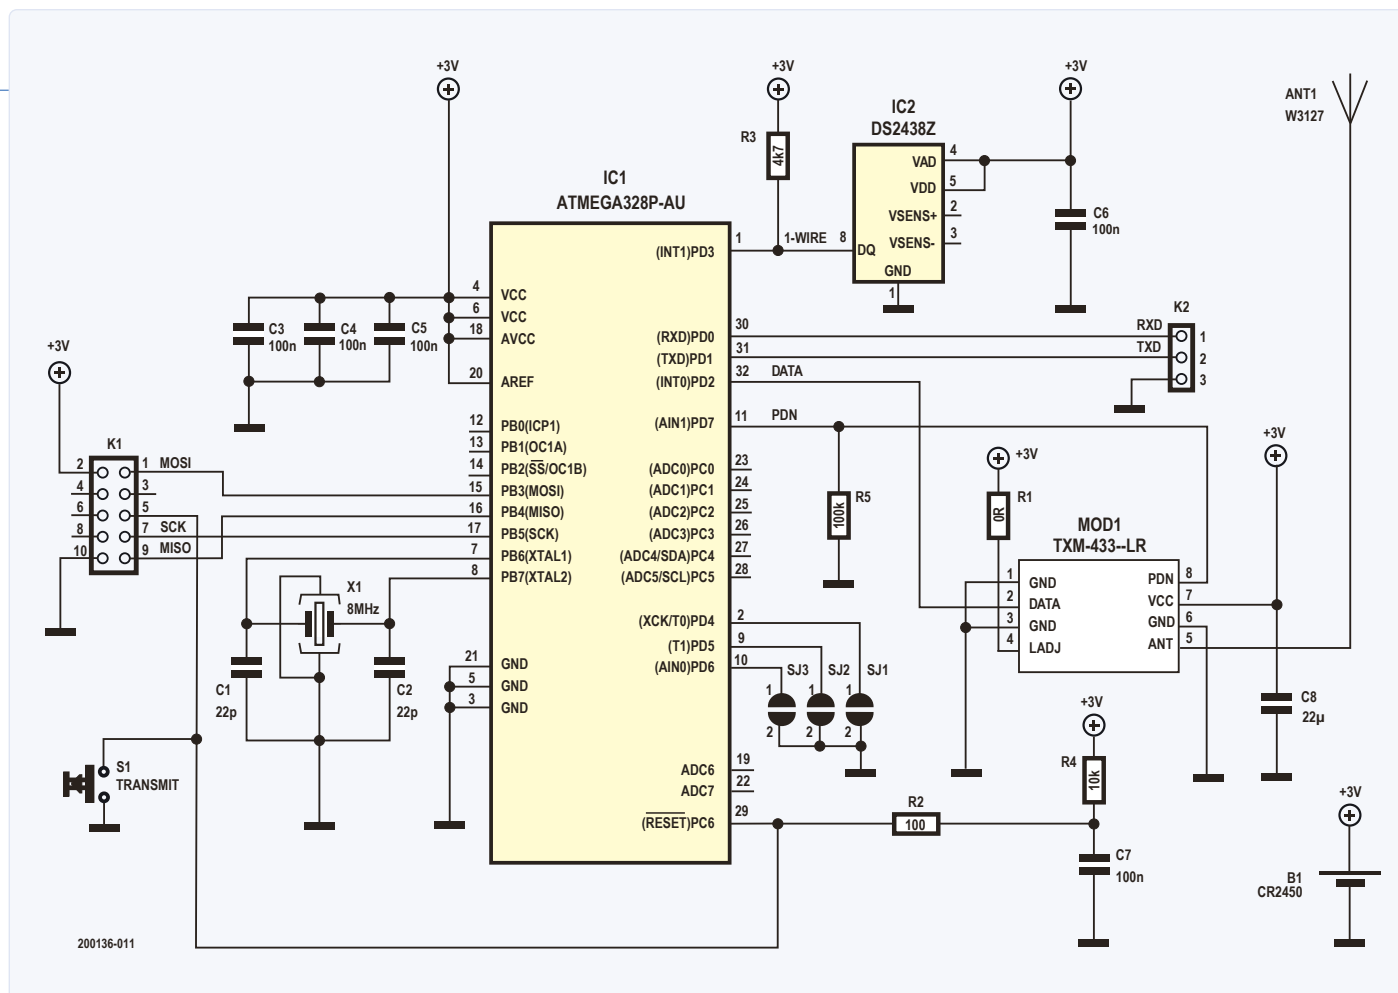 +3V
+3V
+3V
ANT1
W3127
IC2
DS2438Z
R3
4k7
VAD
4
VDD
5
VSENS+
2
VSENS-
3
DQ
8
GND
1
C6
100n
IC1
ATMEGA328P-AU
(INT1)PD3
1
1-WIRE
4
VCC
6
VCC
18
AVCC
20
AREF
12
PB0(ICP1)
13
PB1(OC1A)
14
PB2(SS/OC1B)
15
PB3(MOSI)
16
PB4(MISO)
17
PB5(SCK)
7
PB6(XTAL1)
8
PB7(XTAL2)
21
GND
5
GND
3
GND
(RXD)PD0
30
(TXD)PD1
31
(INT0)PD2
32
DATA
(AIN1)PD7
11
PDN
(ADC0)PC0
23
(ADC1)PC1
24
(ADC2)PC2
25
(ADC3)PC3
26
(ADC4/SDA)PC4
27
(ADC5/SCL)PC5
28
(XCK/T0)PD4
2
(T1)PD5
9
(AIN0)PD6
10
ADC6
19
ADC7
22
(RESET)PC6
29
C3
100n
C4
100n
C5
100n
+3V
K1
2
1
MOSI
4
3
6
5
8
7
SCK
10
9
MISO
X1
8MHz
C1
22p
C2
22p
S1
TRANSMIT
K2
RXD
1
TXD
2
3
R5
100k
+3V
R1
0R
+3V
MOD1
TXM-433--LR
1
GND
2
DATA
3
GND
4
LADJ
PDN
8
VCC
7
GND
6
ANT
5
SJ3
SJ2
SJ1
1
1
1
2
2
2
C8
22µ
+3V
R4
10k
R2
100
C7
100n
+3V
B1
CR2450
200136-011